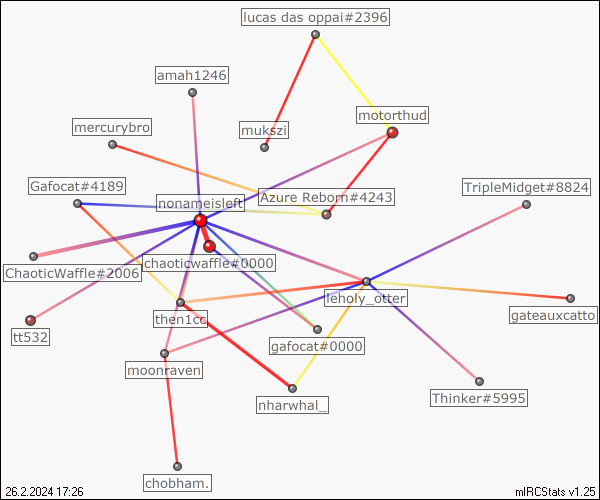 lucas das oppai#2396
amah1246
motorthud
mercurybro
mukszi
Gafocat#4189
TripleMidget#8824
nonameisleft
Azure Reborn#4243
ChaoticWaffle#2006
chaoticwaffle#0000
leholy_otter
gateauxcatto
then1cc
tt532
gafocat#0000
moonraven
Thinker#5995
nharwhal_
chobham.
26.2.2024 17:26
mIRCStats v1.25